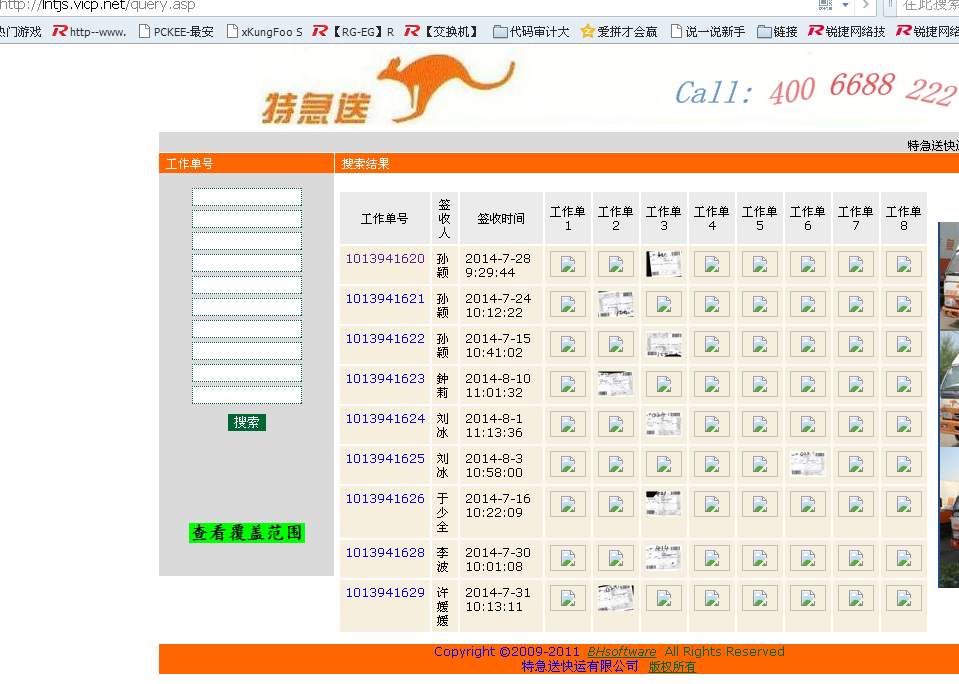 http://lntjs.vicp.net/query.asp
在此搜索
热门游戏 http--www. PCKEE-最安 xKungFoo S 【RG-EG】R 【交换机】 代码审计大 爱拼才会赢 说一说新手 链接 锐捷网络技 锐捷网络
特急送
Call: 400 6688 222
特急送快运
工作单号 搜索结果
工作单号 签收人 签收时间 工作单1 工作单2 工作单3 工作单4 工作单5 工作单6 工作单7 工作单8
1013941620 孙颖 2014-7-28 9:29:44
1013941621 孙颖 2014-7-24 10:12:22
1013941622 孙颖 2014-7-15 10:41:02
1013941623 鈡莉 2014-8-10 11:01:32
1013941624 刘冰 2014-8-1 11:13:36
1013941625 刘冰 2014-8-3 10:58:00
1013941626 于少全 2014-7-16 10:22:09
1013941628 李波 2014-7-30 10:01:08
1013941629 许媛媛 2014-7-31 10:13:11
搜索
查看覆盖范围
Copyright ©2009-2011 BHsoftware All Rights Reserved
特急送快运有限公司 版权所有